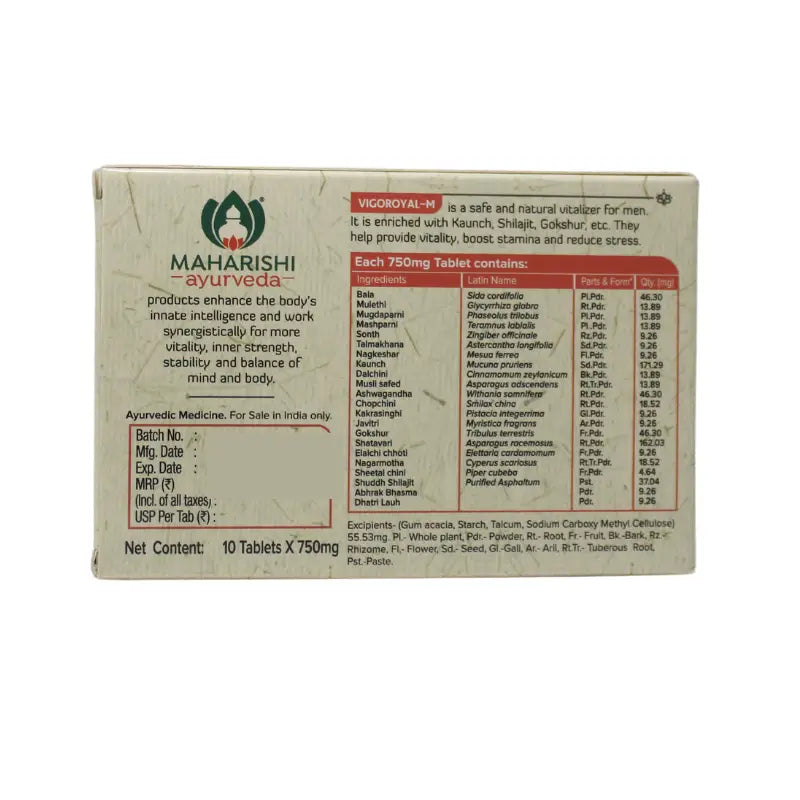 MAHARISHI
ayurveda
products enhance the body's
innate intelligence and work
synergistically for more
vitality, inner strength,
stability and balance of
mind and body.
Ayurvedic Medicine. For Sale in India only.
Batch No. :
Mfg. Date :
Exp. Date :
MRP (₹)
(Incl. of all taxes) :
USP Per Tab (₹) :
Net Content: 10 Tablets X 750mg
VIGOROYAL-M is a safe and natural vitalizer for men.
It is enriched with Kaunch, Shilajit, Gokshur, etc. They
help provide vitality, boost stamina and reduce stress.
Each 750mg Tablet contains:
Ingredients Latin Name Parts & Form* Qty. (mg)
Bala Sida cordifolia Pl.Pdr. 46.30
Mulethi Glycyrrhiza glabra Rt.Pdr. 13.89
Mugdaparni Phaseolus trilobus Pl.Pdr. 13.89
Mashparni Teramnus labialis Pl.Pdr. 13.89
Sonth Zingiber officinale Rz.Pdr. 9.26
Talmakhana Astercantha longifolia Sd.Pdr. 9.26
Nagkeshar Mesua ferrea Fl.Pdr. 9.26
Kaunch Mucuna pruriens Sd.Pdr. 171.29
Dalchini Cinnamomum zeylanicum Bk.Pdr. 13.89
Musli safed Asparagus adscendens Rt.Tr.Pdr. 13.89
Ashwagandha Withania somnifera Rt.Pdr. 46.30
Chopchini Smilax china Rt.Pdr. 18.52
Kakrasinghi Pistacia integerrima Gl.Pdr. 9.26
Javitri Myristica fragrans Ar.Pdr. 9.26
Gokshur Tribulus terrestris Fr.Pdr. 46.30
Shatavari Asparagus racemosus Rt.Pdr. 162.03
Elaichi chhoti Elettaria cardamomum Fr.Pdr. 9.26
Nagarmotha Cyperus scariosus Rt.Tr.Pdr. 18.52
Sheetal chini Piper cubeba Fr.Pdr. 4.64
Shuddh Shilajit Purified Asphaltum Pst. 37.04
Abhrak Bhasma Pdr. 9.26
Dhatri Lauh Pdr. 9.26
Excipients- (Gum acacia, Starch, Talcum, Sodium Carboxy Methyl Cellulose)
55.53mg. Pl.- Whole plant, Pdr.- Powder, Rt.- Root, Fr.- Fruit, Bk.-Bark, Rz.-
Rhizome, Fl,- Flower, Sd.- Seed, Gl.-Gall, Ar.- Aril, Rt.Tr.- Tuberous Root,
Pst.-Paste.